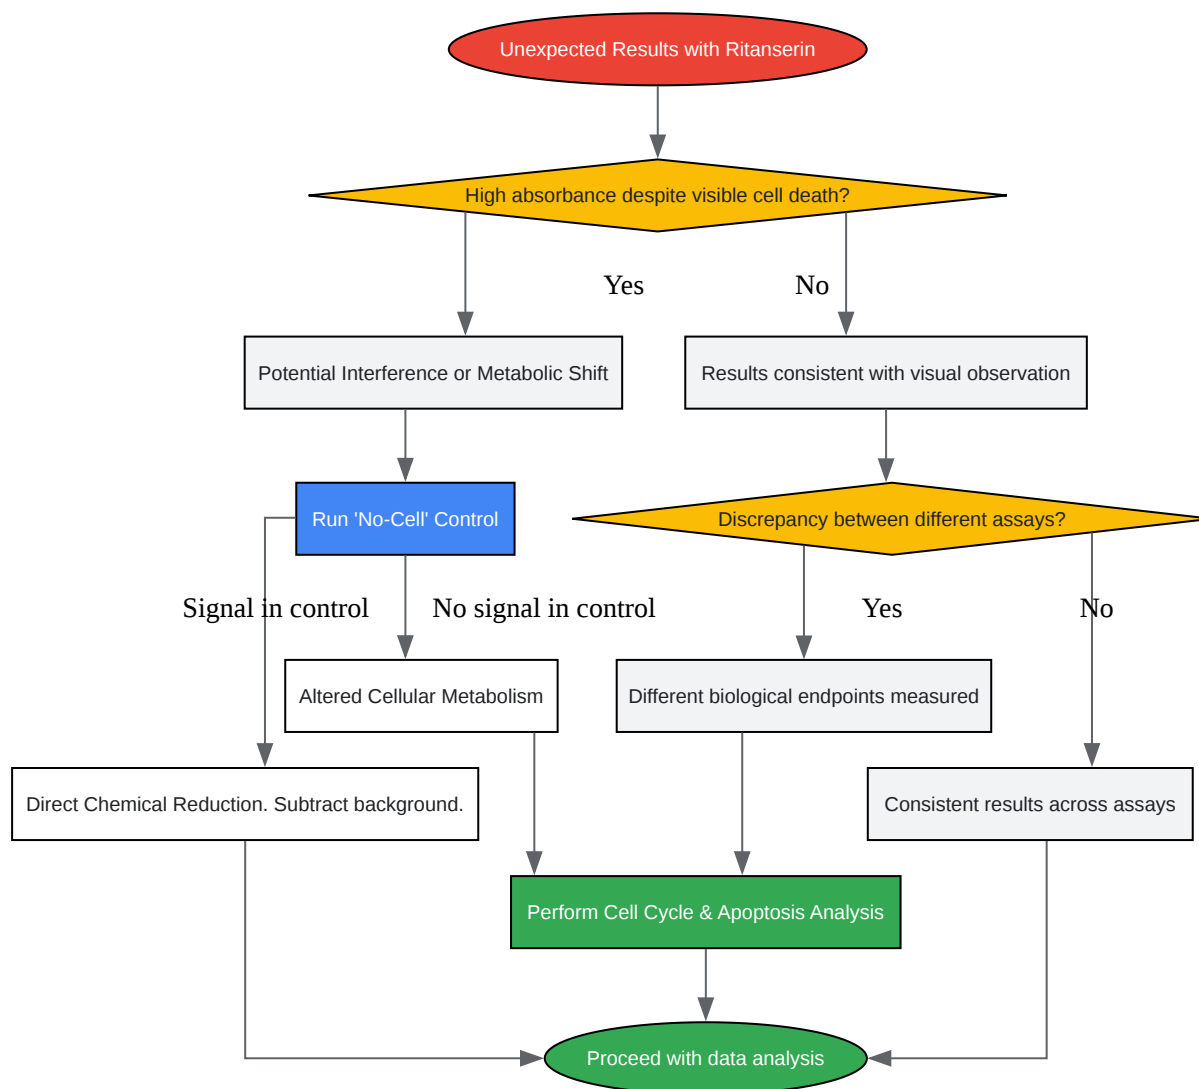 Unexpected Results with Ritanserin
High absorbance despite visible cell death?
Yes
No
Potential Interference or Metabolic Shift
Results consistent with visual observation
Run 'No-Cell' Control
Discrepancy between different assays?
Signal in control
No signal in control
Yes
No
Altered Cellular Metabolism
Different biological endpoints measured
Direct Chemical Reduction. Subtract background.
Consistent results across assays
Perform Cell Cycle & Apoptosis Analysis
Proceed with data analysis